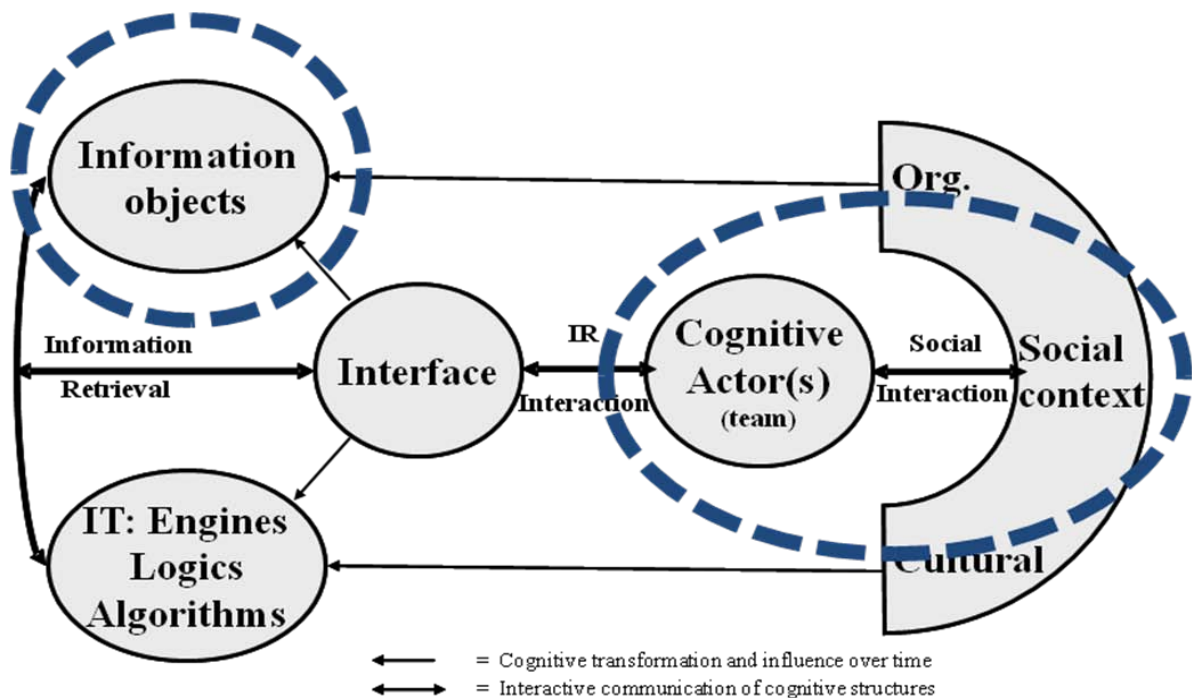 Information
objects
Org.
Information
Retrieval
Interface
IR
Interaction
Cognitive
Actor(s)
(team)
Social
Interaction
Social
context
IT: Engines
Logics
Algorithms
Cultural
= Cognitive transformation and influence over time
= Interactive communication of cognitive structures